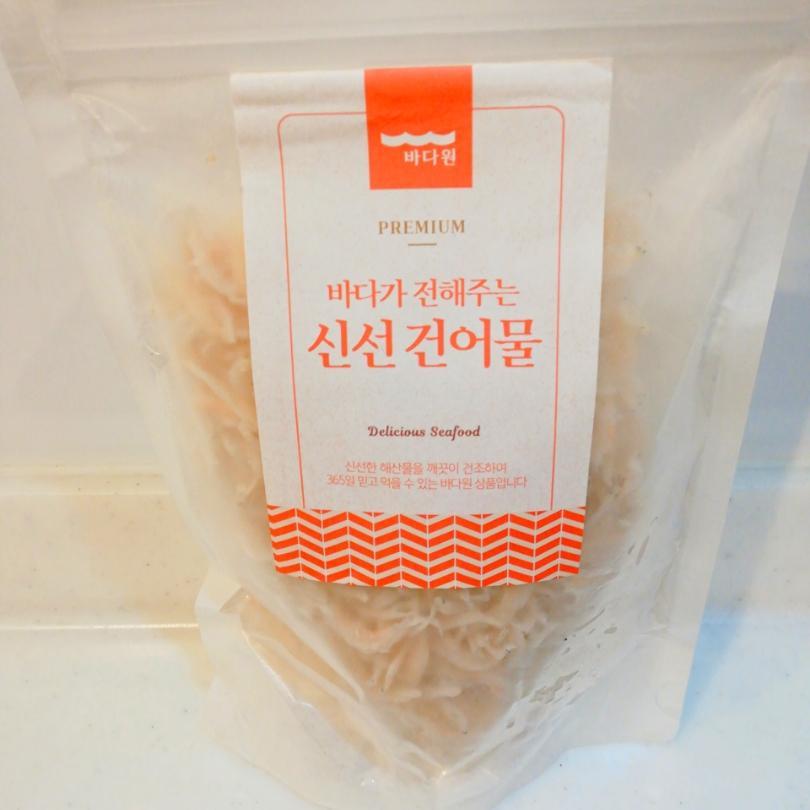 바다원
PREMIUM
바다가 전해주는
신선 건어물
Delicious Seafood
신선한 해산물을 깨끗이 건조하여
365일 믿고 먹을 수 있는 바다원 상품입니다